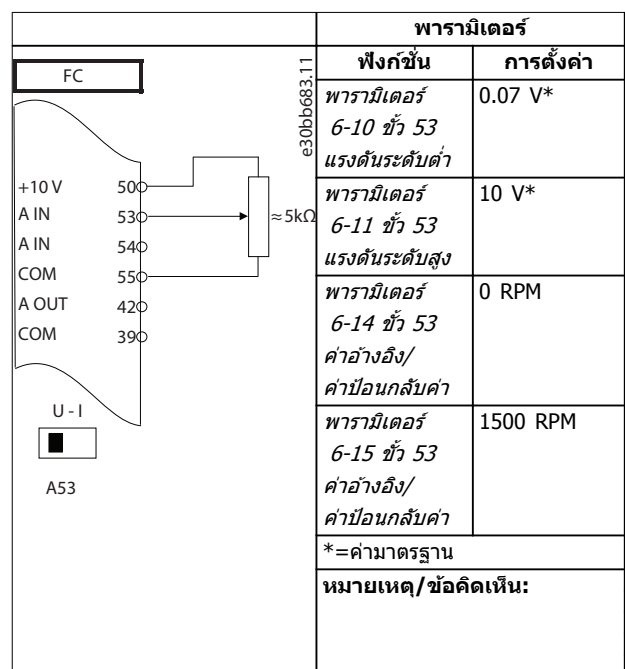 พารามิเตอร์
ฟังก์ชั่น การตั้งค่า
FC
e30bb683.11
+10 V 50
A IN 53
A IN 54
COM 55
A OUT 42
COM 39
≈5kΩ
U - I
A53
พารามิเตอร์ 0.07 V*
6-10 ขั้ว 53
แรงดันระดับต่ำ
พารามิเตอร์ 10 V*
6-11 ขั้ว 53
แรงดันระดับสูง
พารามิเตอร์ 0 RPM
6-14 ขั้ว 53
ค่าอ้างอิง/
ค่าป้อนกลับค่า
พารามิเตอร์ 1500 RPM
6-15 ขั้ว 53
ค่าอ้างอิง/
ค่าป้อนกลับค่า
*=ค่ามาตรฐาน
หมายเหตุ/ข้อคิดเห็น: